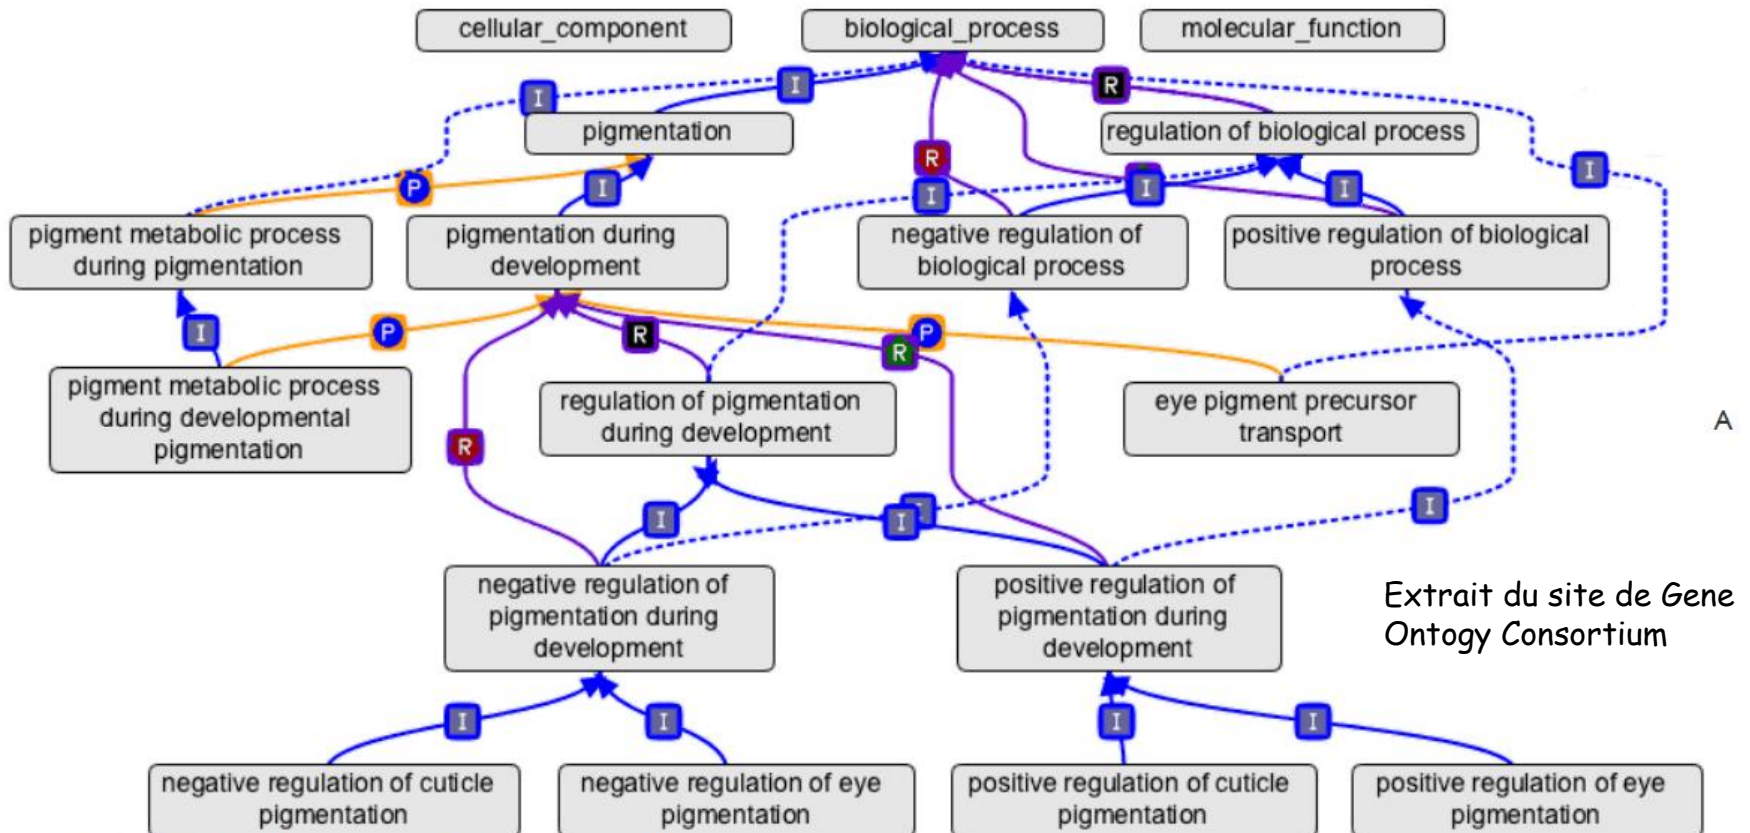 cellular_component
biological_process
molecular_function
I
I
R
pigmentation
regulation of biological process
P
I
R
I
I
I
I
pigment metabolic process
during pigmentation
pigmentation during
development
negative regulation of
biological process
positive regulation of biological
process
I
P
R
R
P
pigment metabolic process
during developmental
pigmentation
regulation of pigmentation
during development
eye pigment precursor
transport
A
R
I
I
I
negative regulation of
pigmentation during
development
positive regulation of
pigmentation during
development
Extrait du site de Gene
Ontogy Consortium
I
I
I
I
negative regulation of cuticle
pigmentation
negative regulation of eye
pigmentation
positive regulation of cuticle
pigmentation
positive regulation of eye
pigmentation